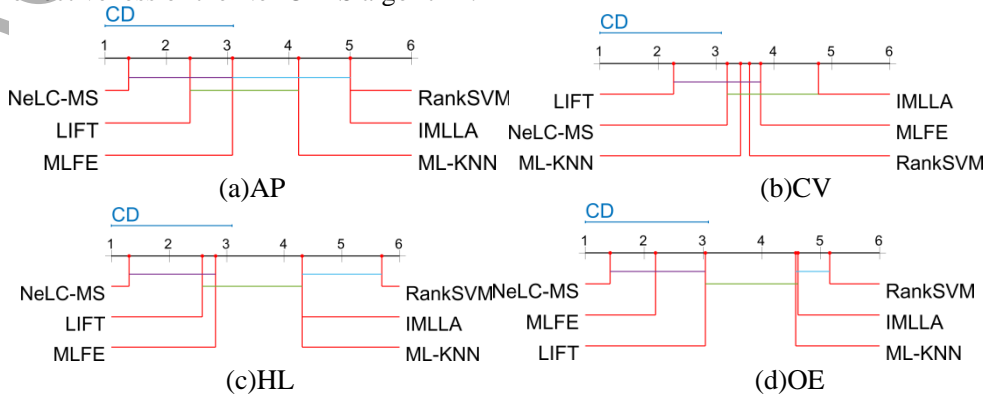 CD
1 2 3 4 5 6
NeLC-MS RankSVM
LIFT IMLLA
MLFE ML-KNN
(a)AP
CD
1 2 3 4 5 6
LIFT IMLLA
NeLC-MS MLFE
ML-KNN RankSVM
(b)CV
CD
1 2 3 4 5 6
NeLC-MS RankSVM
LIFT IMLLA
MLFE ML-KNN
(c)HL
CD
1 2 3 4 5 6
NeLC-MS RankSVM
MLFE IMLLA
LIFT ML-KNN
(d)OE